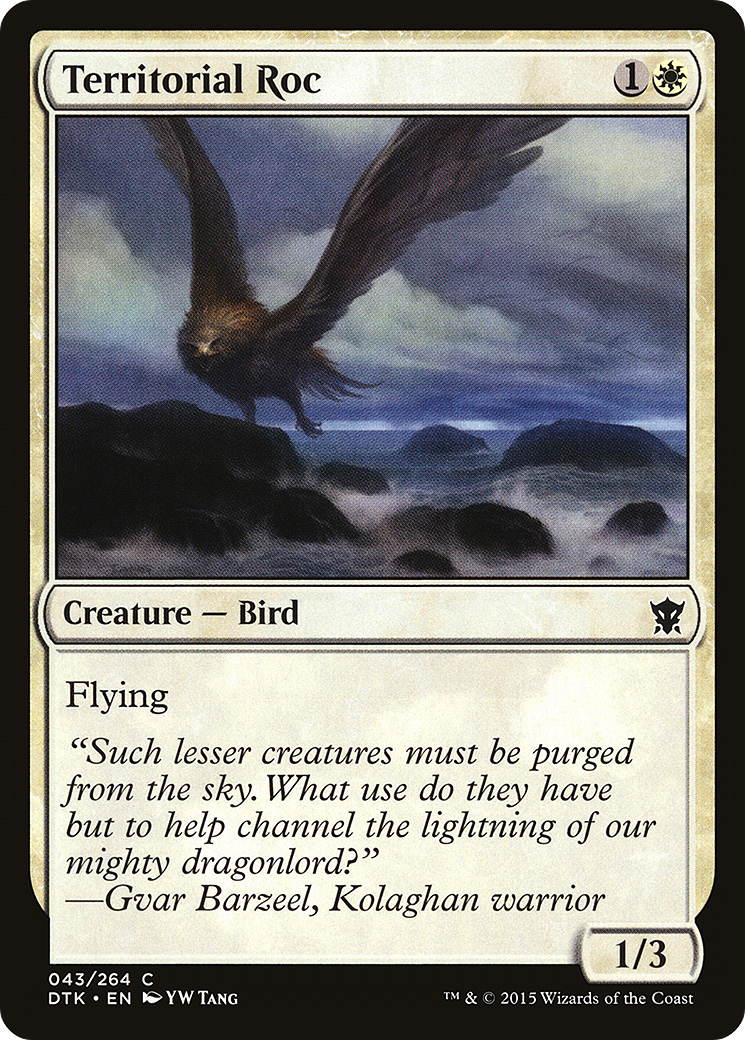 Territorial Roc 1
Creature — Bird
Flying
“Such lesser creatures must be purged
from the sky. What use do they have
but to help channel the lightning of our
mighty dragonlord?”
—Gvar Barzeel, Kolaghan warrior
1/3
043/264 C
DTK • EN YW Tang
™ & © 2015 Wizards of the Coast